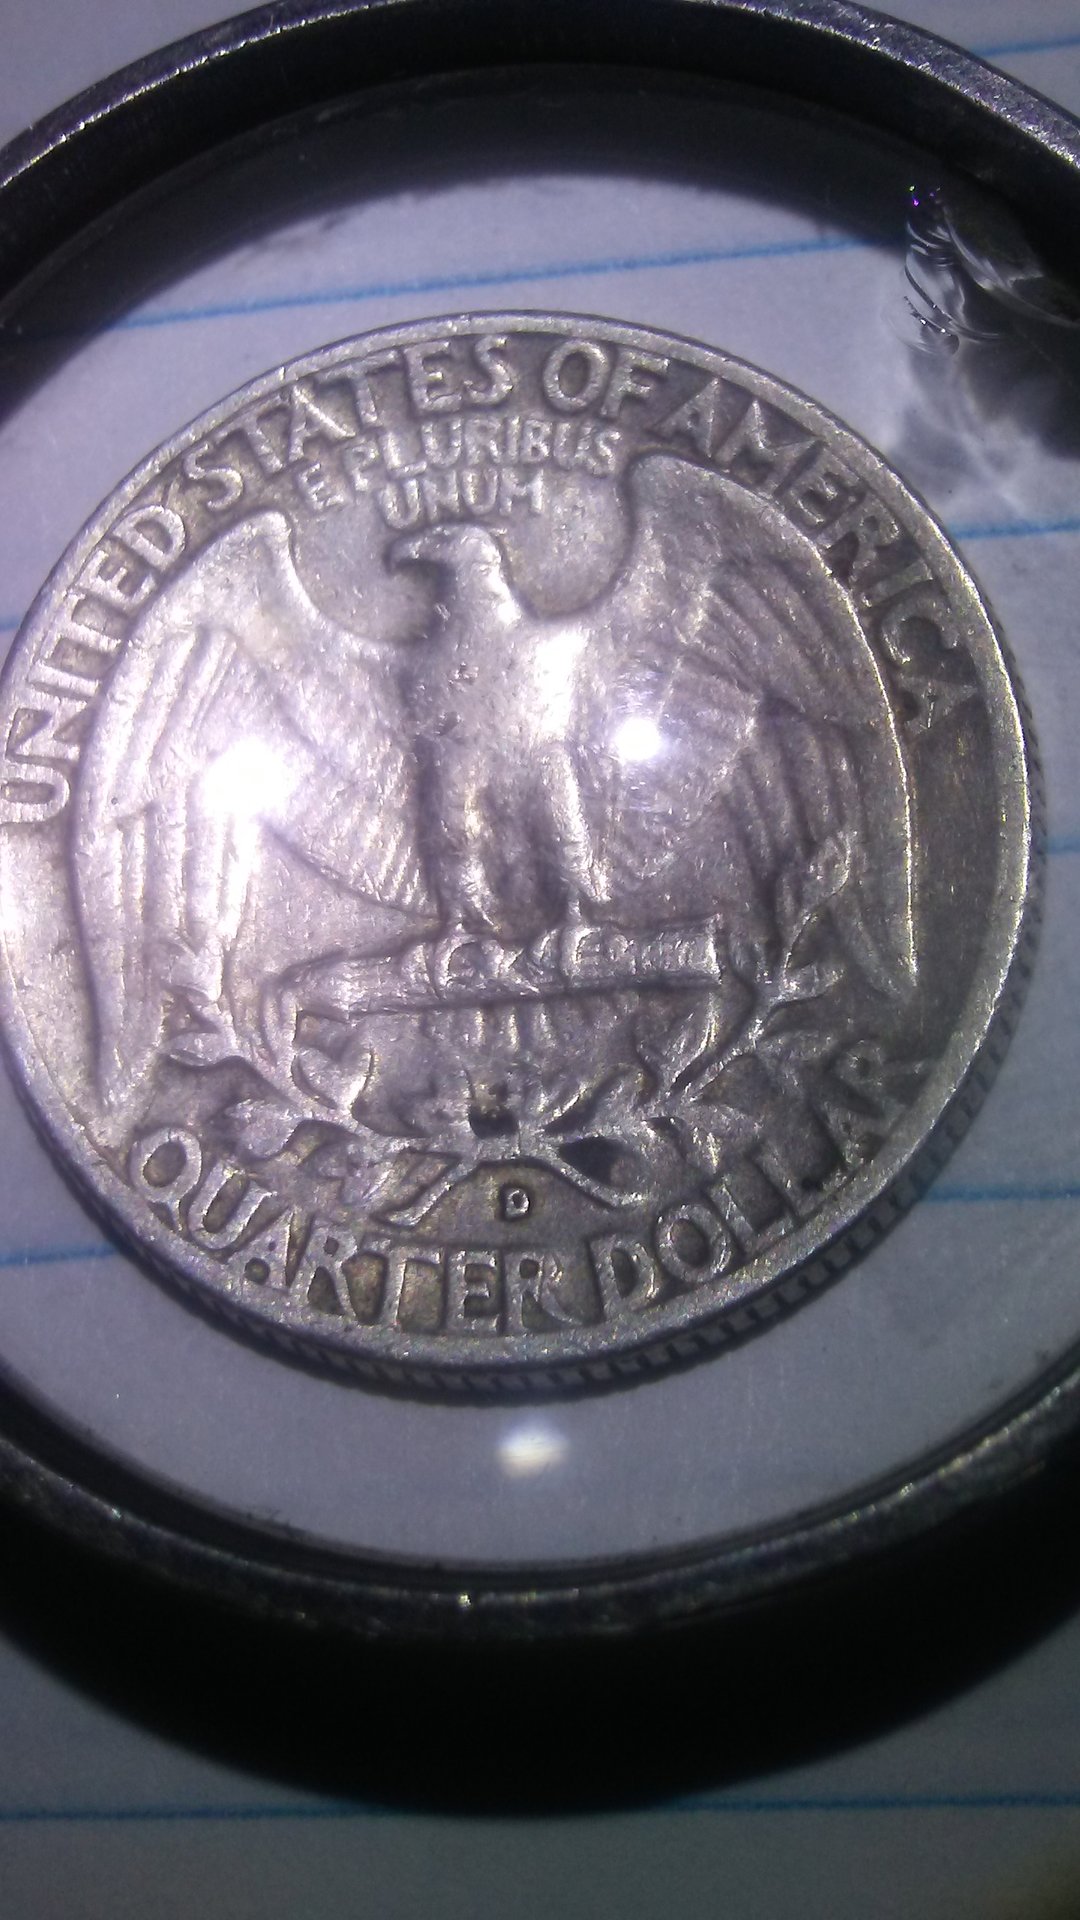 UNITED STATES OF AMERICA
E PLURIBUS
UNUM
D
QUARTER DOLLAR